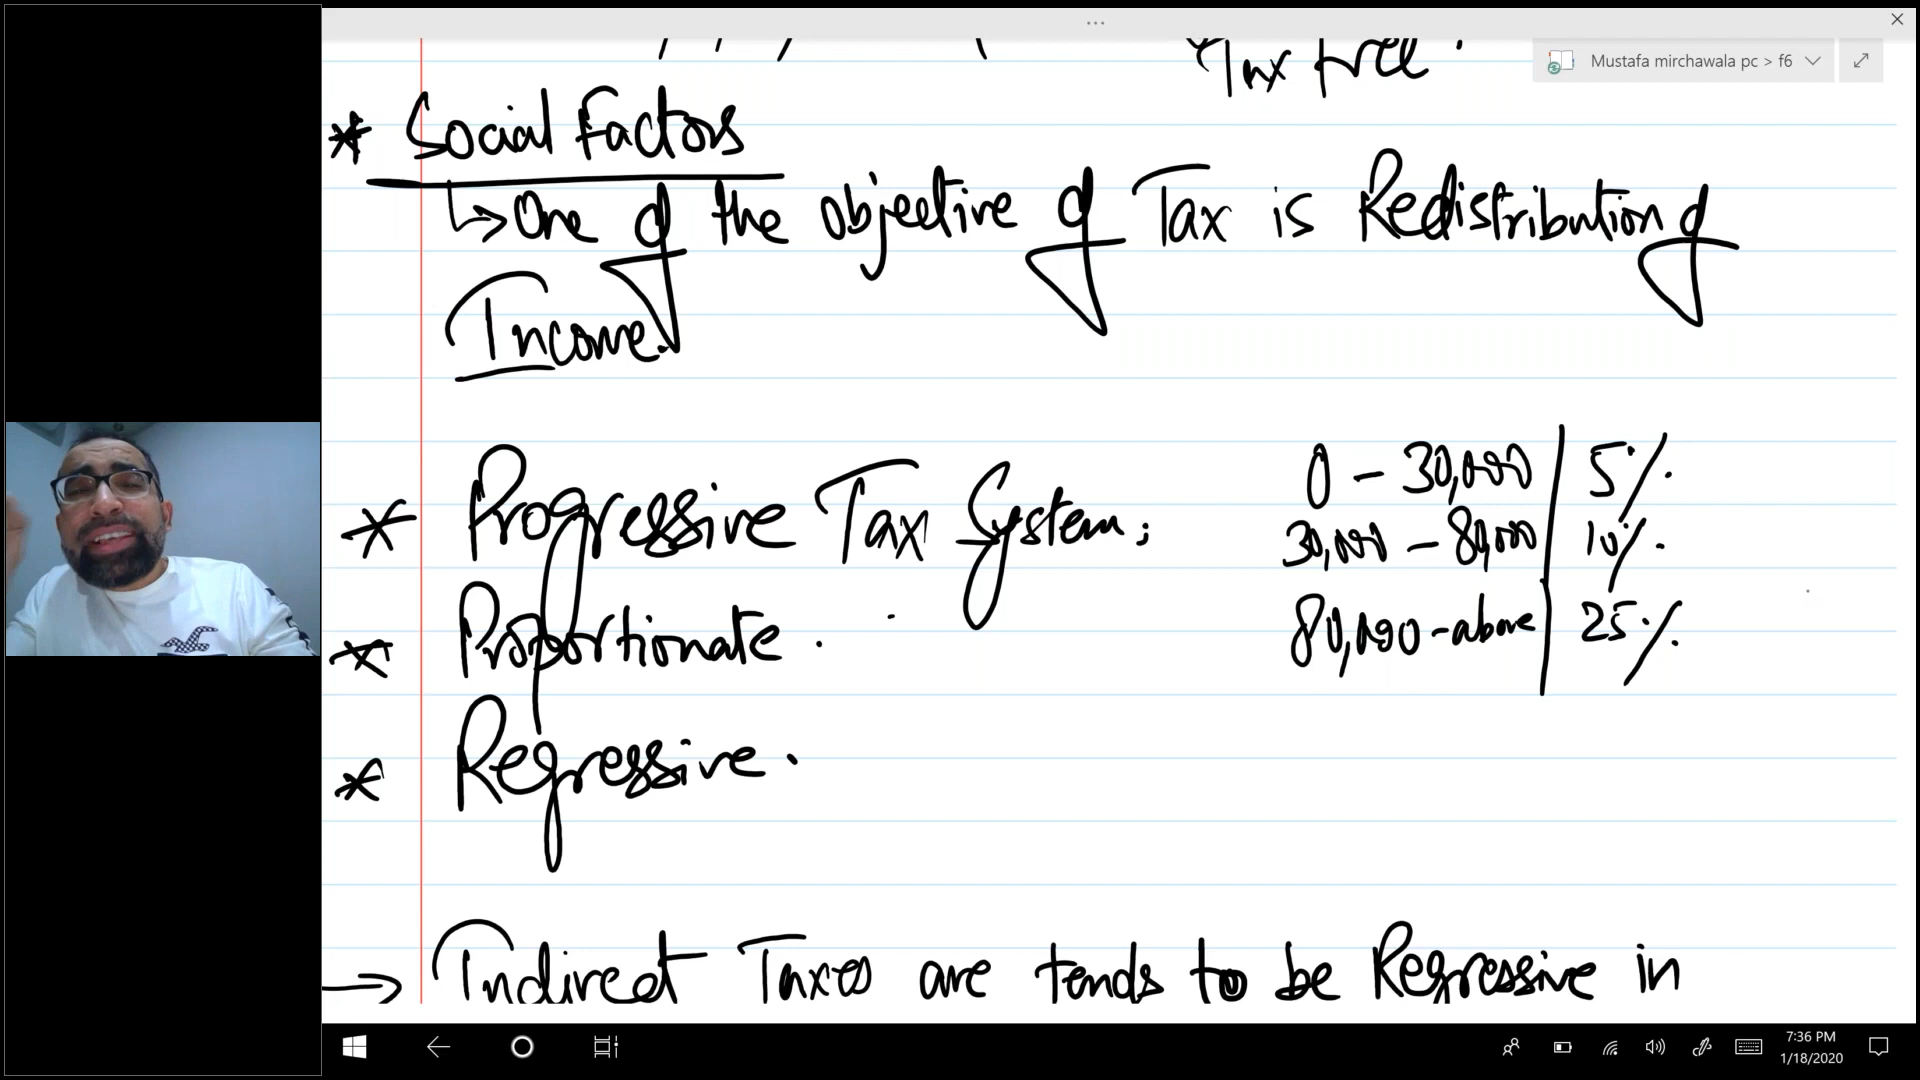 Mustafa mirchawala pc > f6
Tax free.
* Social Factors
↳ One of the objective of Tax is Redistribution of
Income.
* Progressive Tax System;
0 - 30,000 | 5%
30,000 - 80,000 | 10%
80,000 - above | 25%
* Proportionate.
* Regressive.
→ Indirect Taxes are tends to be Regressive in
7:36 PM
1/18/2020